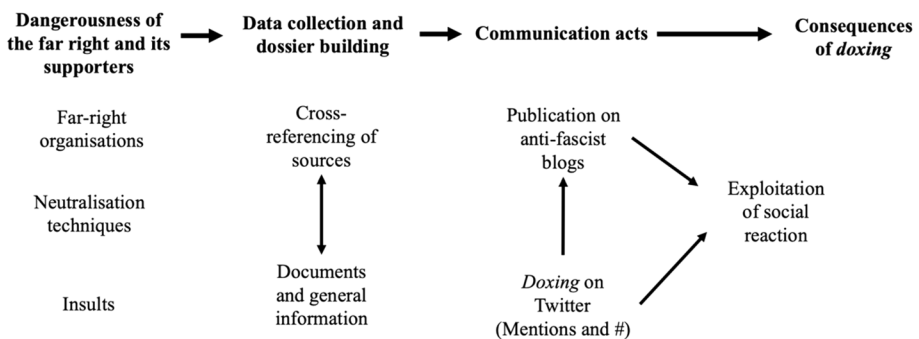 Dangerousness of
the far right and its
supporters
Data collection and
dossier building
Communication acts
Consequences
of doxing
Far-right
organisations
Neutralisation
techniques
Insults
Cross-
referencing of
sources
Documents
and general
information
Publication on
anti-fascist
blogs
Doxing on
Twitter
(Mentions and #)
Exploitation
of social
reaction